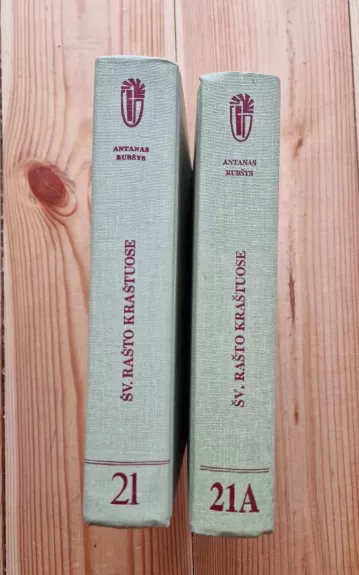 ANTANAS
RUBŠYS
ŠV. RAŠTO KRAŠTUOSE
21
ANTANAS
RUBŠYS
ŠV. RAŠTO KRAŠTUOSE
21A